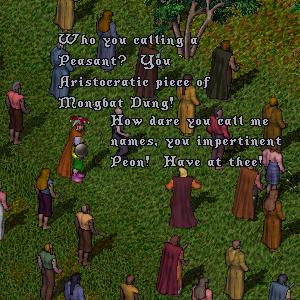 Who you calling a
Peasant? You
Aristocratic piece of
Mongbat Dung!
How dare you call me
names, you impertinent
Peon! Have at thee!